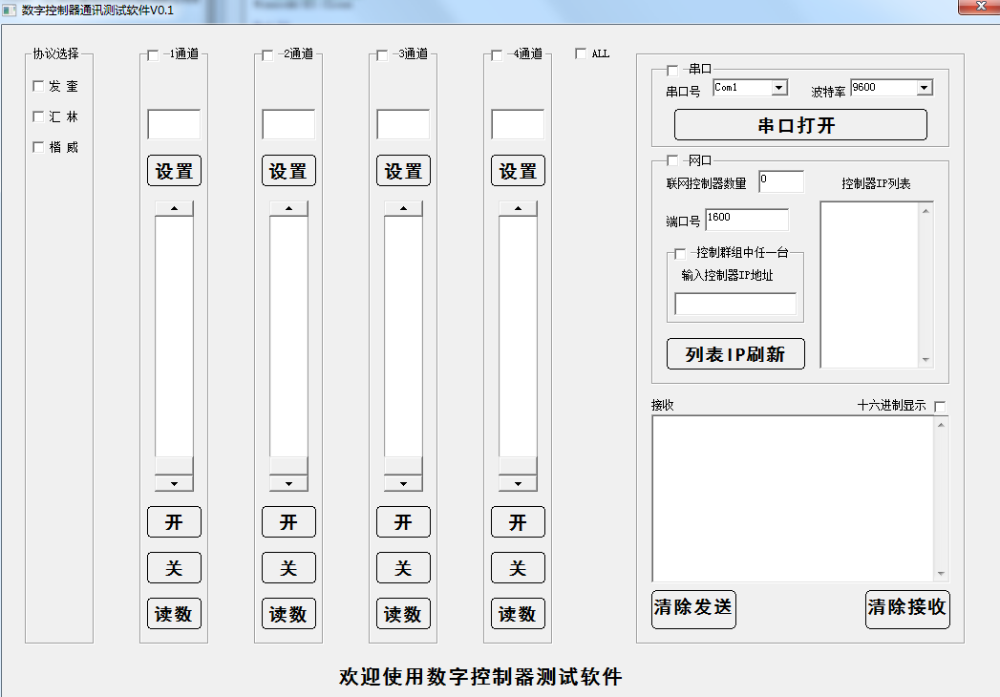 数字控制器通讯测试软件V0.1
协议选择
发 奎
汇 林
楷 威
1通道
设置
开
关
读数
2通道
设置
开
关
读数
3通道
设置
开
关
读数
4通道
设置
开
关
读数
ALL
串口
串口号 Com1 波特率 9600
串口打开
网口
联网控制器数量 0 控制器IP列表
端口号 1600
控制群组中任一台
输入控制器IP地址
列表IP刷新
接收 十六进制显示
清除发送 清除接收
欢迎使用数字控制器测试软件